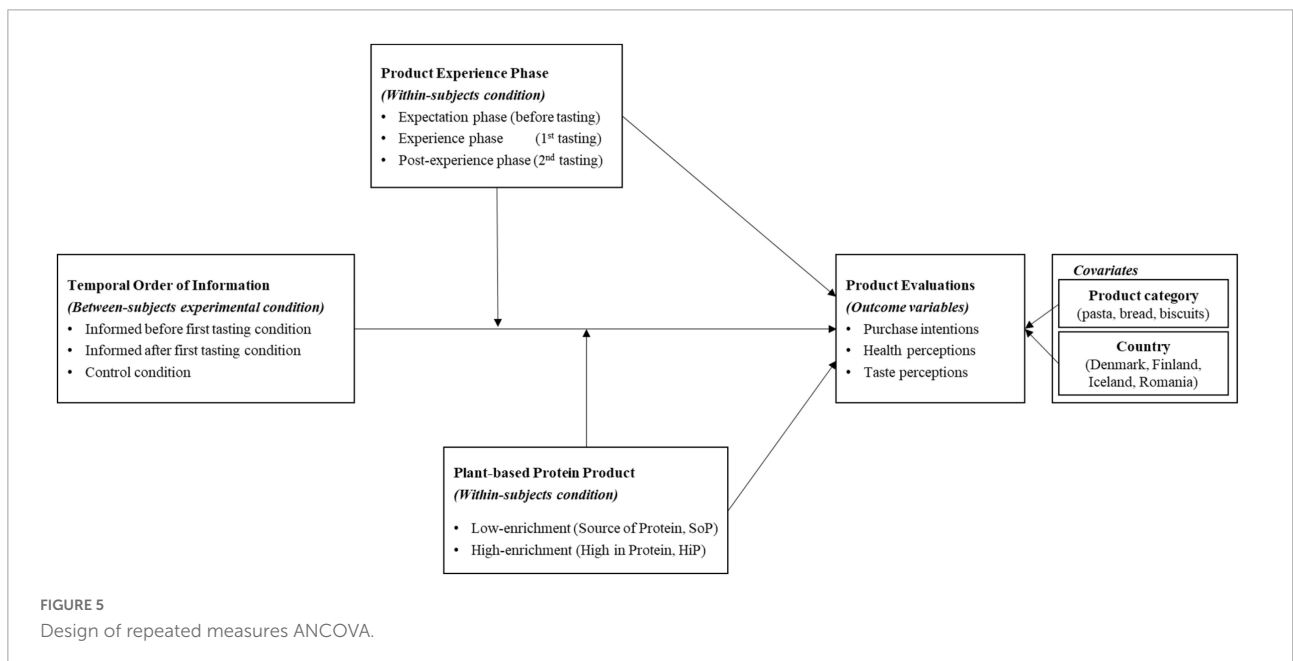 Product Experience Phase
(Within-subjects condition)
• Expectation phase (before tasting)
• Experience phase (1st tasting)
• Post-experience phase (2nd tasting)
Temporal Order of Information
(Between-subjects experimental condition)
• Informed before first tasting condition
• Informed after first tasting condition
• Control condition
Product Evaluations
(Outcome variables)
• Purchase intentions
• Health perceptions
• Taste perceptions
Covariates
Product category
(pasta, bread, biscuits)
Country
(Denmark, Finland,
Iceland, Romania)
Plant-based Protein Product
(Within-subjects condition)
• Low-enrichment (Source of Protein, SoP)
• High-enrichment (High in Protein, HiP)
FIGURE 5
Design of repeated measures ANCOVA.